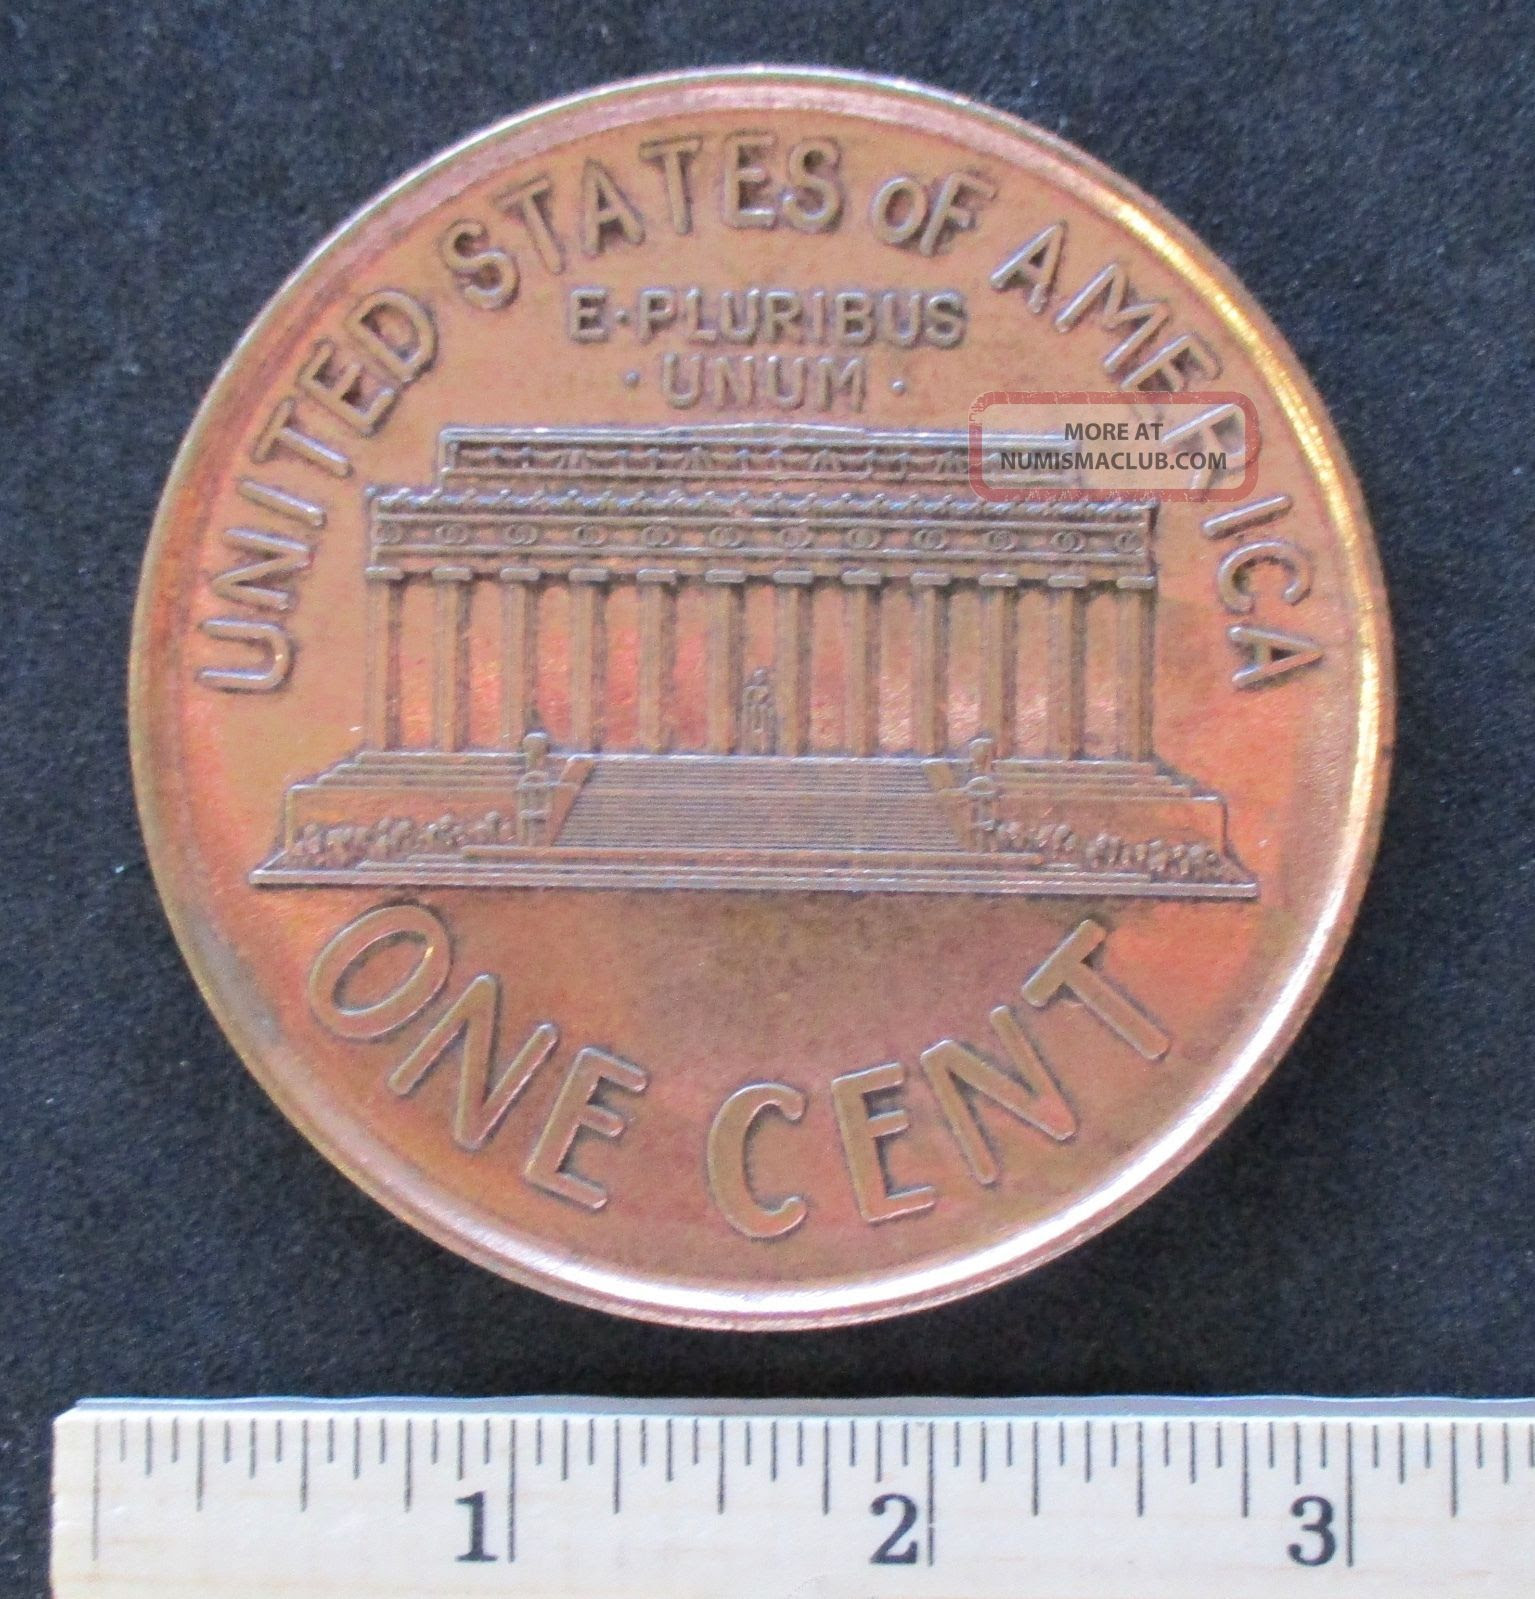 UNITED STATES OF AMERICA
E·PLURIBUS
·UNUM·
MORE AT
NUMISMACLUB.COM
ONE CENT
1 2 3